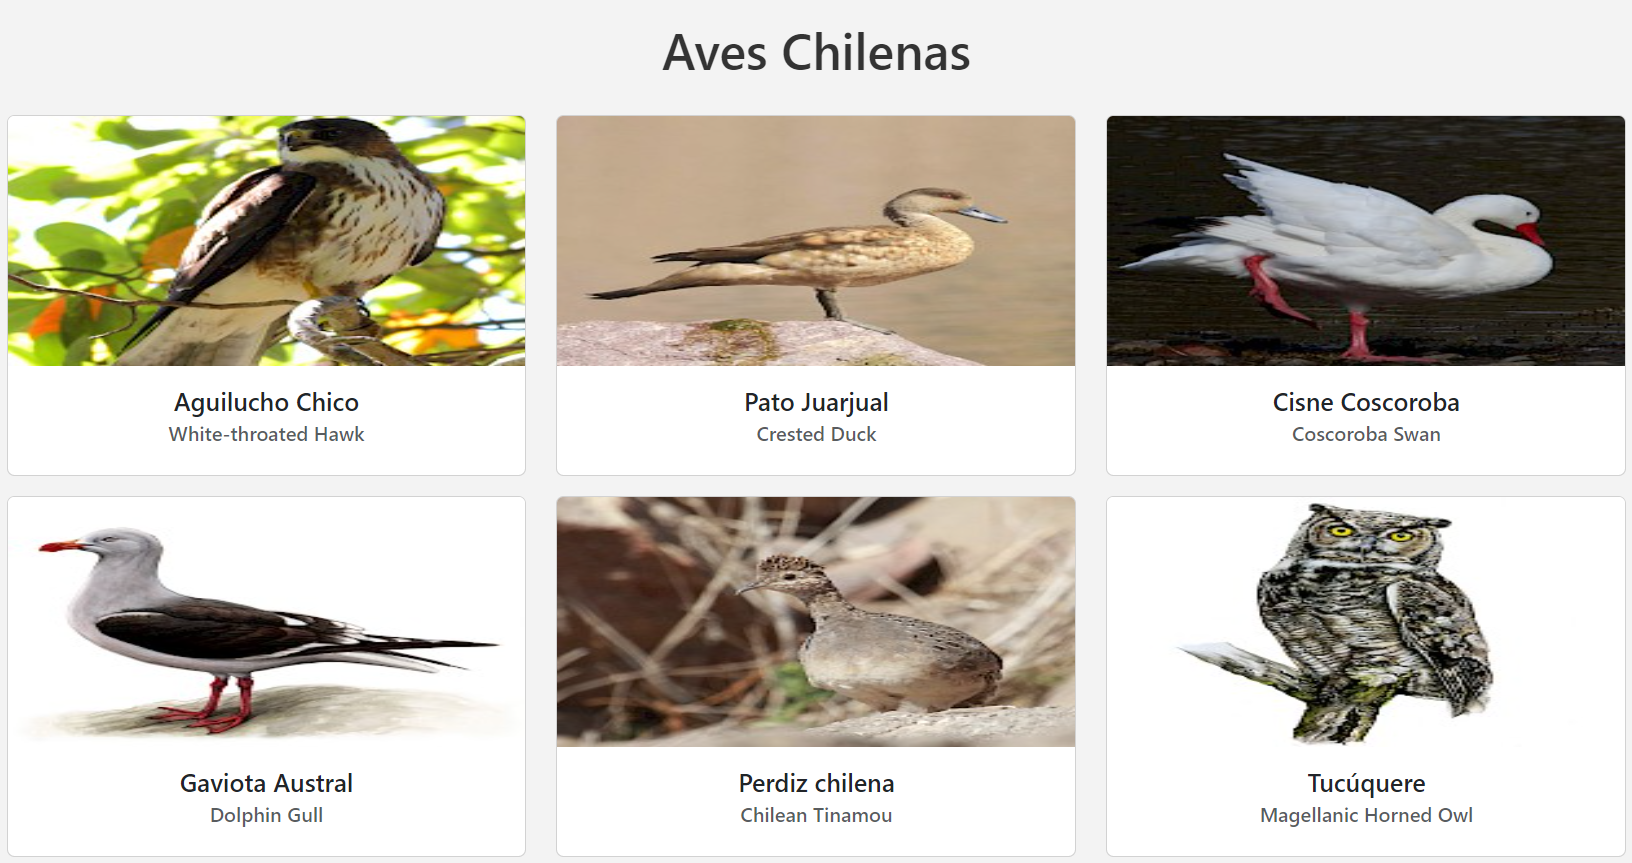 Aves Chilenas
Aguilucho Chico
White-throated Hawk
Pato Juarjual
Crested Duck
Cisne Coscoroba
Coscoroba Swan
Gaviota Austral
Dolphin Gull
Perdiz chilena
Chilean Tinamou
Tucúquere
Magellanic Horned Owl